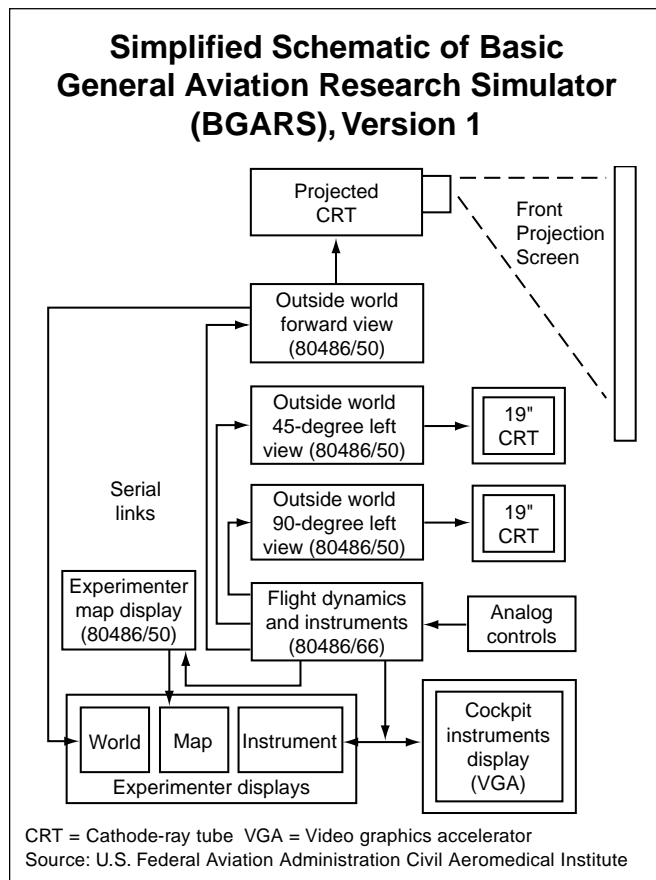 Simplified Schematic of Basic
General Aviation Research Simulator
(BGARS), Version 1
Projected
CRT
Front
Projection
Screen
Outside world
forward view
(80486/50)
Outside world
45-degree left
view (80486/50)
19"
CRT
Serial
links
Outside world
90-degree left
view (80486/50)
19"
CRT
Experimenter
map display
(80486/50)
Flight dynamics
and instruments
(80486/66)
Analog
controls
World
Map
Instrument
Experimenter displays
Cockpit
instruments
display
(VGA)
CRT = Cathode-ray tube VGA = Video graphics accelerator
Source: U.S. Federal Aviation Administration Civil Aeromedical Institute